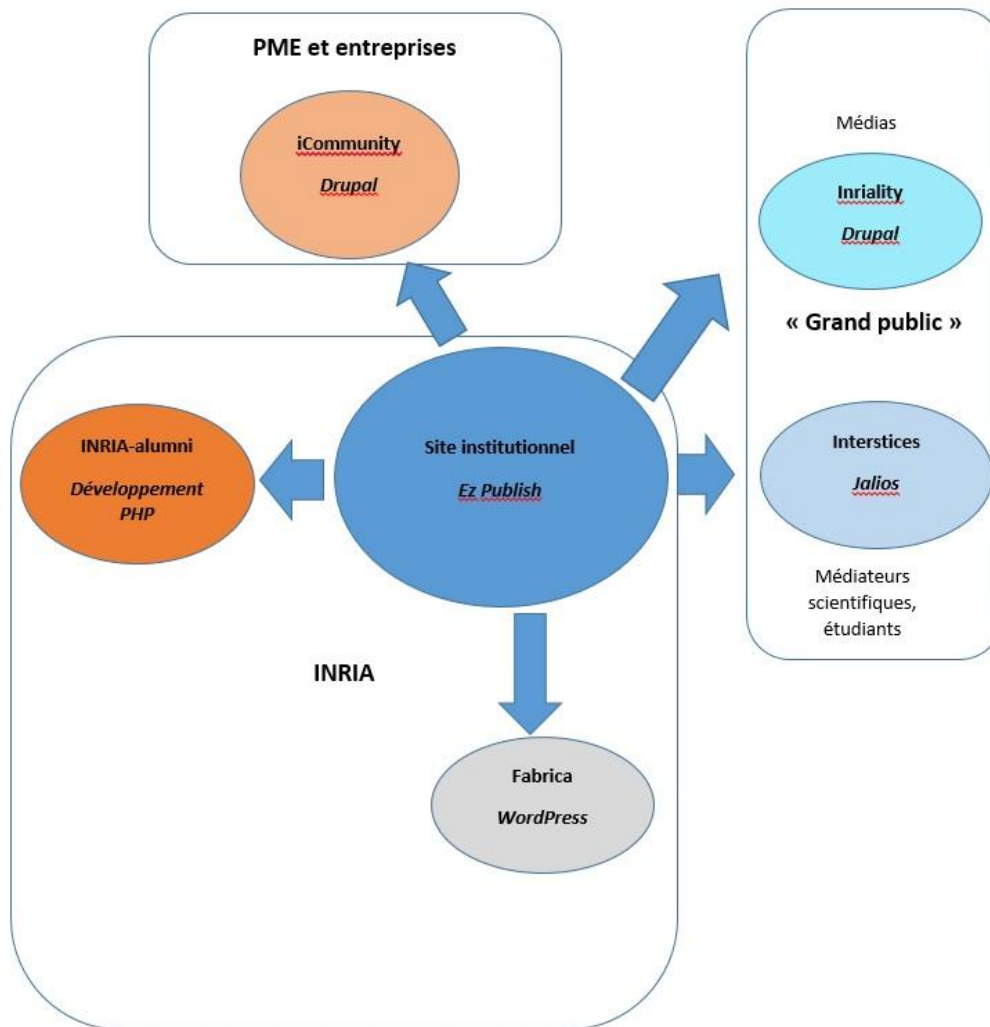 PME et entreprises
iCommunity
Drupal
Médias
Inriality
Drupal
« Grand public »
Interstices
Jalios
Médiateurs
scientifiques,
étudiants
Site institutionnel
Ez Publish
INRIA-alumni
Développement
PHP
INRIA
Fabrica
WordPress